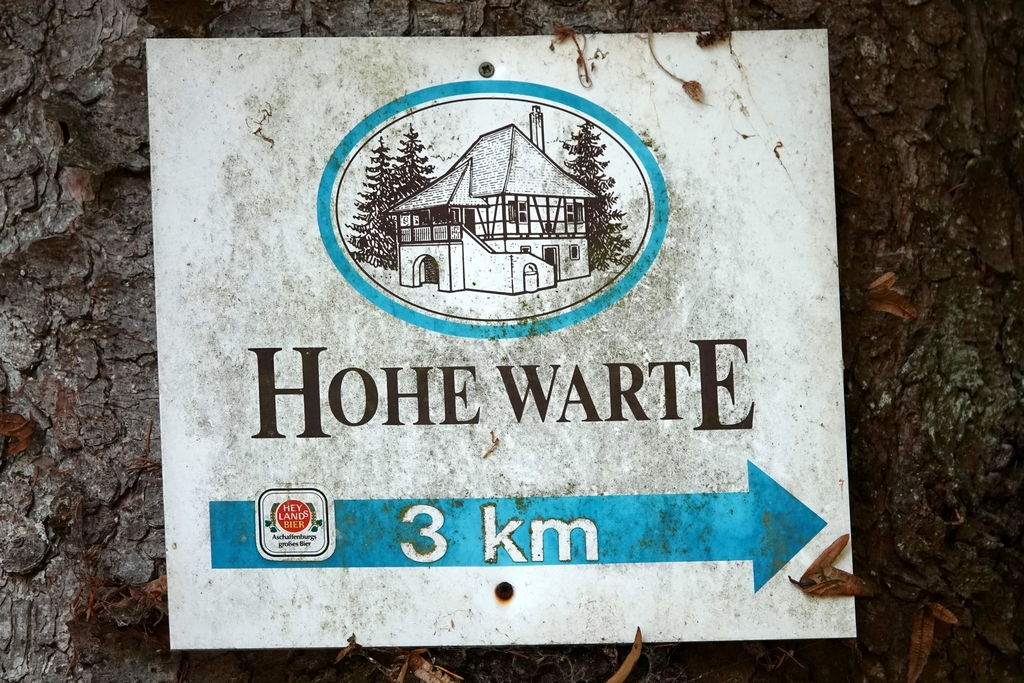 HOHE WARTE
HEY
LANDS
BIER
Aschaffenburgs
großes Bier
3 km